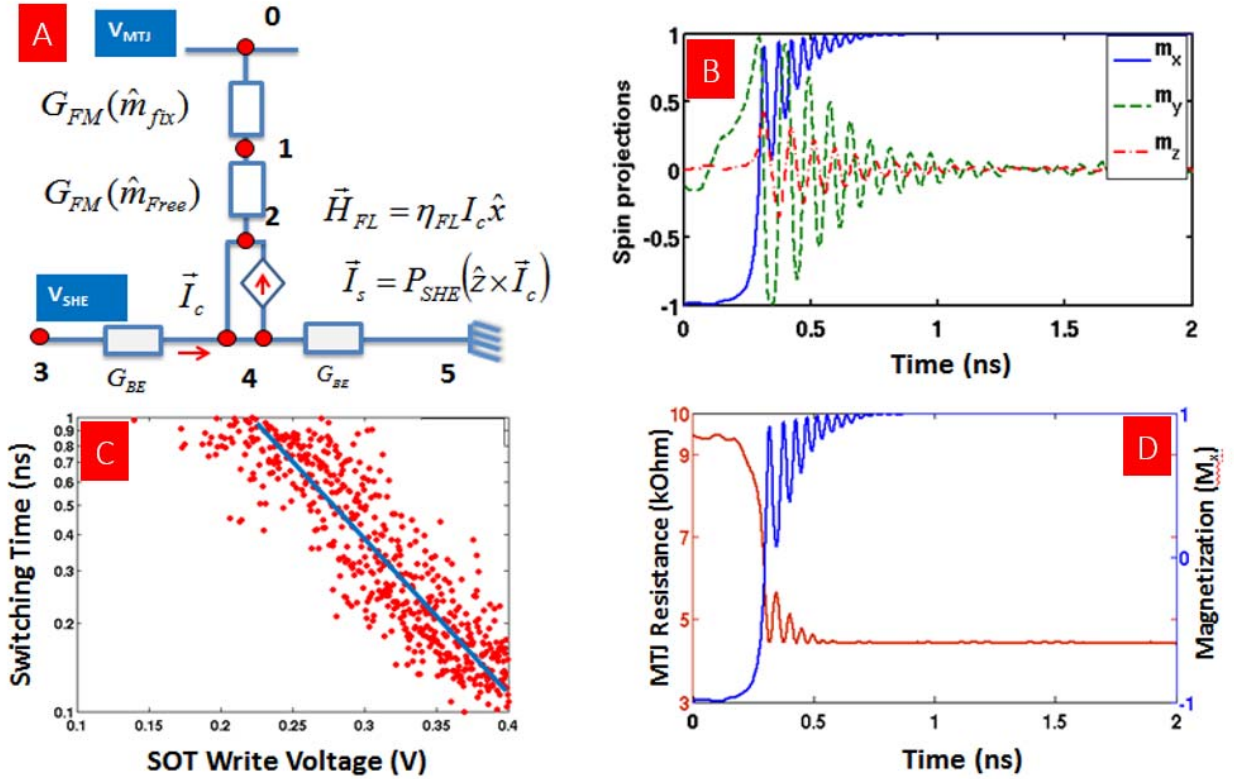 A
V_MTJ
0
G_FM(m̂_fix)
1
G_FM(m̂_Free)
2
H⃗_FL = η_FL I_c x̂
I⃗_s = P_SHE(ẑ × I⃗_c)
V_SHE
I⃗_c
3
G_BE
4
G_BE
5
B
m_x
m_y
m_z
Spin projections
1
0.5
0
-0.5
-1
0 0.5 1 1.5 2
Time (ns)
C
Switching Time (ns)
1
0.9
0.8
0.7
0.6
0.5
0.4
0.3
0.2
0.1
0.1 0.15 0.2 0.25 0.3 0.35 0.4
SOT Write Voltage (V)
D
MTJ Resistance (kOhm)
10
9
7
5
3
1
0
-1
Magnetization (M_x)
0 0.5 1 1.5 2
Time (ns)